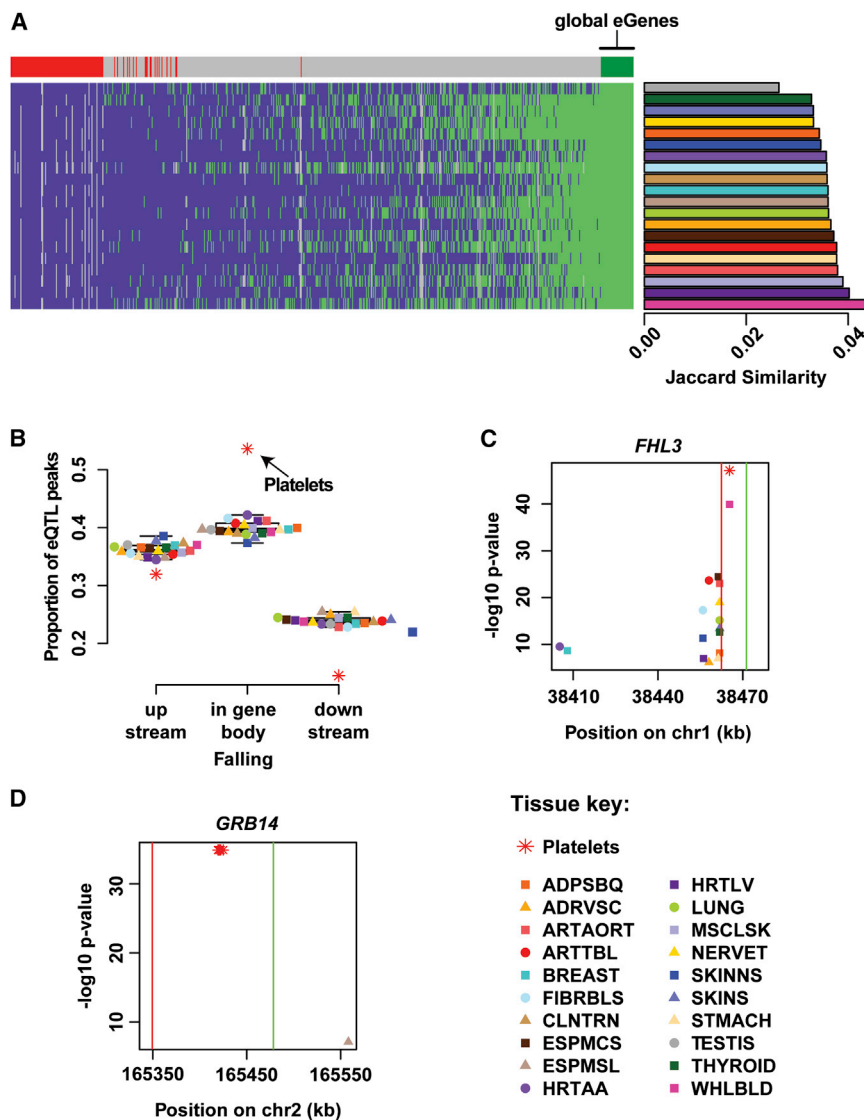 A
global eGenes
0.00
0.02
0.04
Jaccard Similarity
B
Proportion of eQTL peaks
0.5
0.4
0.3
0.2
Platelets
up stream
in gene body
down stream
Falling
C
FHL3
-log10 p-value
40
30
20
10
38410
38440
38470
Position on chr1 (kb)
D
GRB14
-log10 p-value
30
20
10
165350
165450
165550
Position on chr2 (kb)
Tissue key:
Platelets
ADPSBQ
ADRVSC
ARTAORT
ARTTBL
BREAST
FIBRBLS
CLNTRN
ESPMCS
ESPMSL
HRTAA
HRTLV
LUNG
MSCLSK
NERVET
SKINNS
SKINS
STMACH
TESTIS
THYROID
WHLBLD